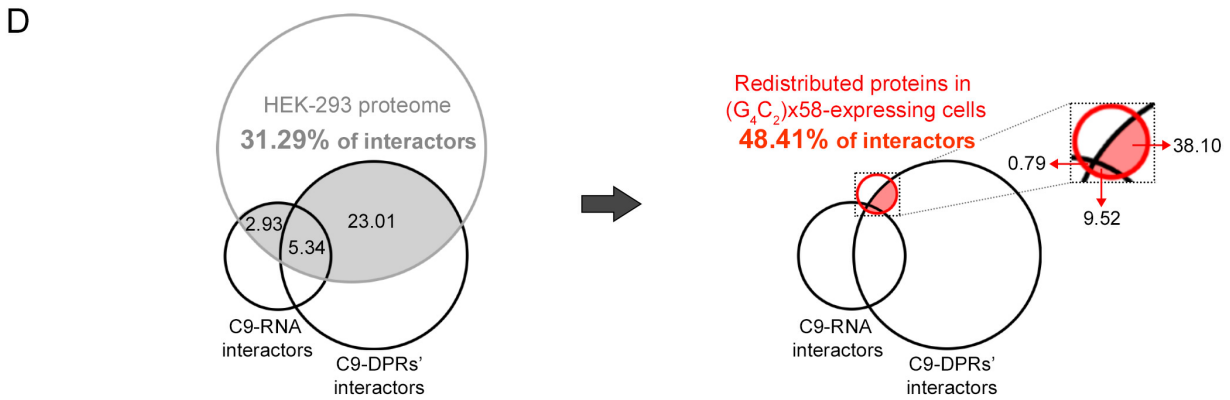 D
HEK-293 proteome
31.29% of interactors
2.93
23.01
5.34
C9-RNA
interactors
C9-DPRs'
interactors
Redistributed proteins in
(G₄C₂)x58-expressing cells
48.41% of interactors
38.10
0.79
9.52
C9-RNA
interactors
C9-DPRs'
interactors